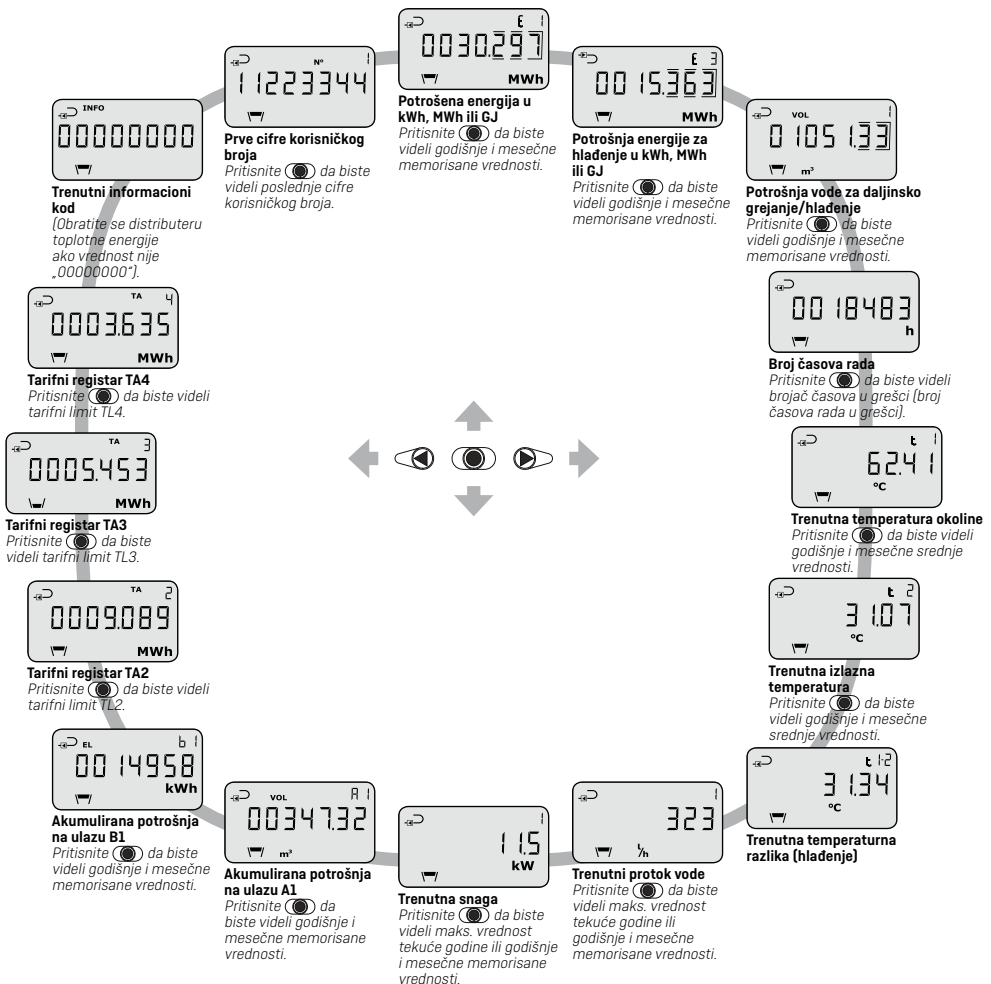 E 1
0030.297
MWh
Potrošena energija u
kWh, MWh ili GJ
Pritisnite da biste
videli godišnje i mesečne
memorisane vrednosti.
E 3
0015.363
MWh
Potrošnja energije za
hlađenje u kWh, MWh
ili GJ
Pritisnite da biste
videli godišnje i mesečne
memorisane vrednosti.
VOL 1
01051.33
m³
Potrošnja vode za daljinsko
grejanje/hlađenje
Pritisnite da biste
videli godišnje i mesečne
memorisane vrednosti.
0018483
h
Broj časova rada
Pritisnite da biste videli
brojač časova u grešci (broj
časova rada u grešci).
t 1
62.41
°C
Trenutna temperatura okoline
Pritisnite da biste videli
godišnje i mesečne srednje
vrednosti.
t 2
31.07
°C
Trenutna izlazna
temperatura
Pritisnite da biste
videli godišnje i mesečne
srednje vrednosti.
t 1-2
31.34
°C
Trenutna temperaturna
razlika (hlađenje)
1
323
l/h
Trenutni protok vode
Pritisnite da biste
videli maks. vrednost
tekuće godine ili
godišnje i mesečne
memorisane vrednosti.
1
11.5
kW
Trenutna snaga
Pritisnite da biste
videli maks. vrednost
tekuće godine ili godišnje
i mesečne memorisane
vrednosti.
VOL A1
00347.32
m³
Akumulirana potrošnja
na ulazu A1
Pritisnite da
biste videli godišnje i
mesečne memorisane
vrednosti.
EL b1
0014958
kWh
Akumulirana potrošnja
na ulazu B1
Pritisnite da biste
videli godišnje i mesečne
memorisane vrednosti.
TA 2
0009.089
MWh
Tarifni registar TA2
Pritisnite da biste videli
tarifni limit TL2.
TA 3
0005.453
MWh
Tarifni registar TA3
Pritisnite da biste
videli tarifni limit TL3.
TA 4
0003.635
MWh
Tarifni registar TA4
Pritisnite da biste videli
tarifni limit TL4.
INFO
00000000
Trenutni informacioni
kod
(Obratite se distributeru
toplotne energije
ako vrednost nije
„00000000“).
N° 1
11223344
Prve cifre korisničkog
broja
Pritisnite da biste
videli poslednje cifre
korisničkog broja.